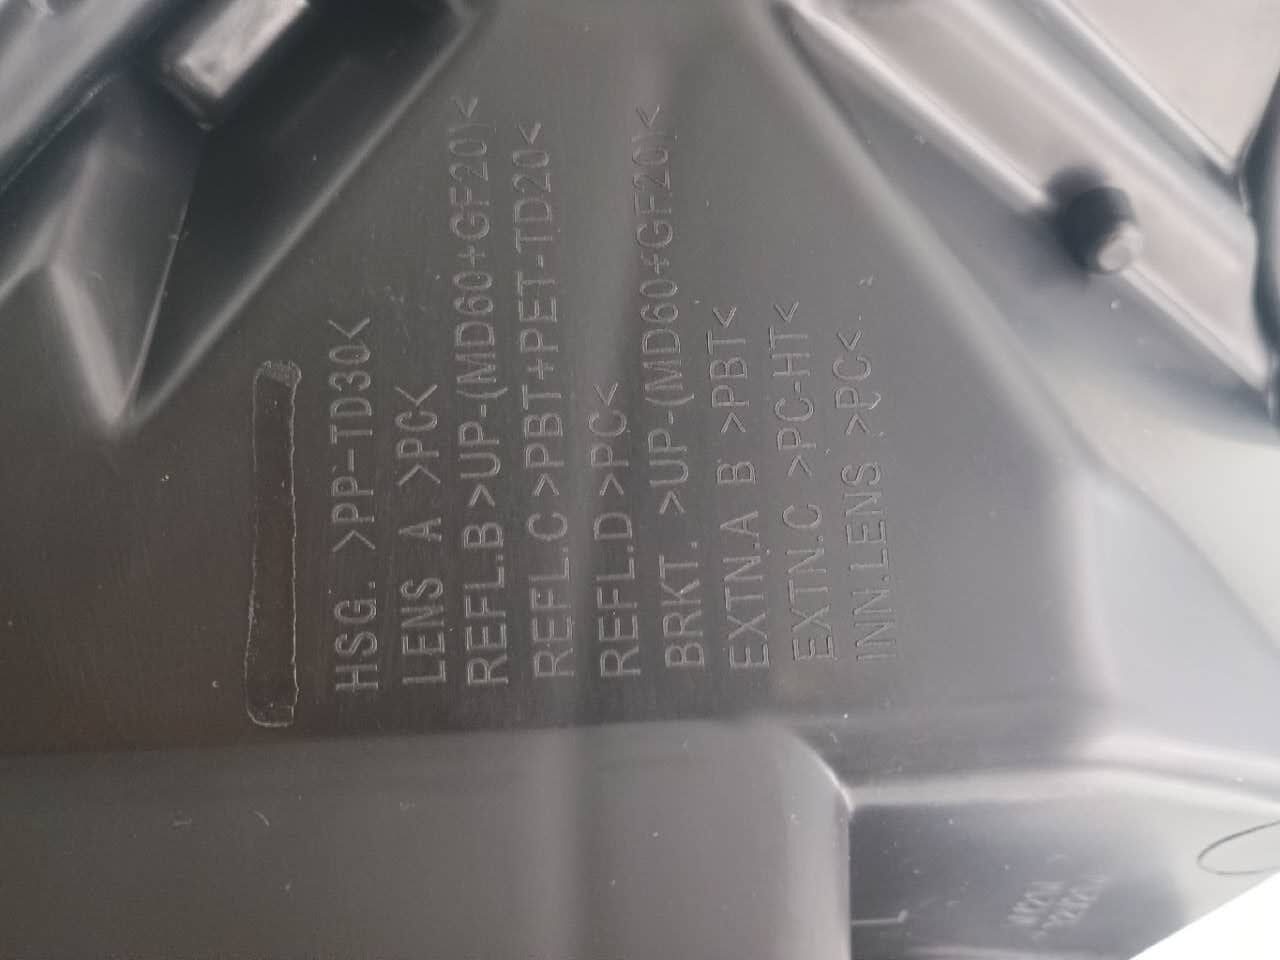 HSG. >PP-TD30<
LENS A >PC<
REFL.B >UP-(MD60+GF20)<
REFL.C >PBT+PET-TD20<
REFL.D >PC<
BRKT. >UP-(MD60+GF20)<
EXTN.A B >PBT<
EXTN.C >PC-HT<
INN.LENS >PC<